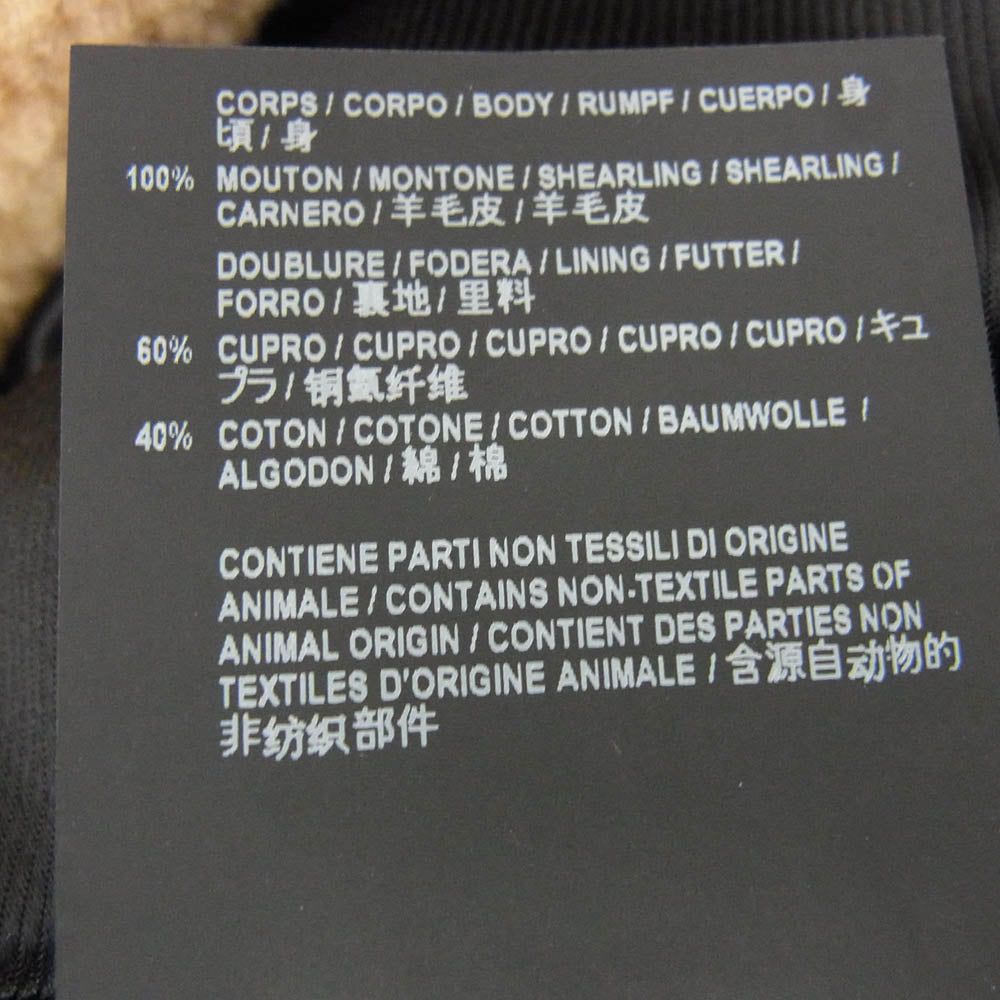 CORPS / CORPO / BODY / RUMPF / CUERPO / 身
頃 / 身
100% MOUTON / MONTONE / SHEARLING / SHEARLING /
CARNERO / 羊毛皮 / 羊毛皮
DOUBLURE / FODERA / LINING / FUTTER /
FORRO / 裏地 / 里料
60% CUPRO / CUPRO / CUPRO / CUPRO / CUPRO / キュ
プラ / 铜氨纤维
40% COTON / COTONE / COTTON / BAUMWOLLE /
ALGODON / 綿 / 棉
CONTIENE PARTI NON TESSILI DI ORIGINE
ANIMALE / CONTAINS NON-TEXTILE PARTS OF
ANIMAL ORIGIN / CONTIENT DES PARTIES NON
TEXTILES D'ORIGINE ANIMALE / 含源自动物的
非纺织部件